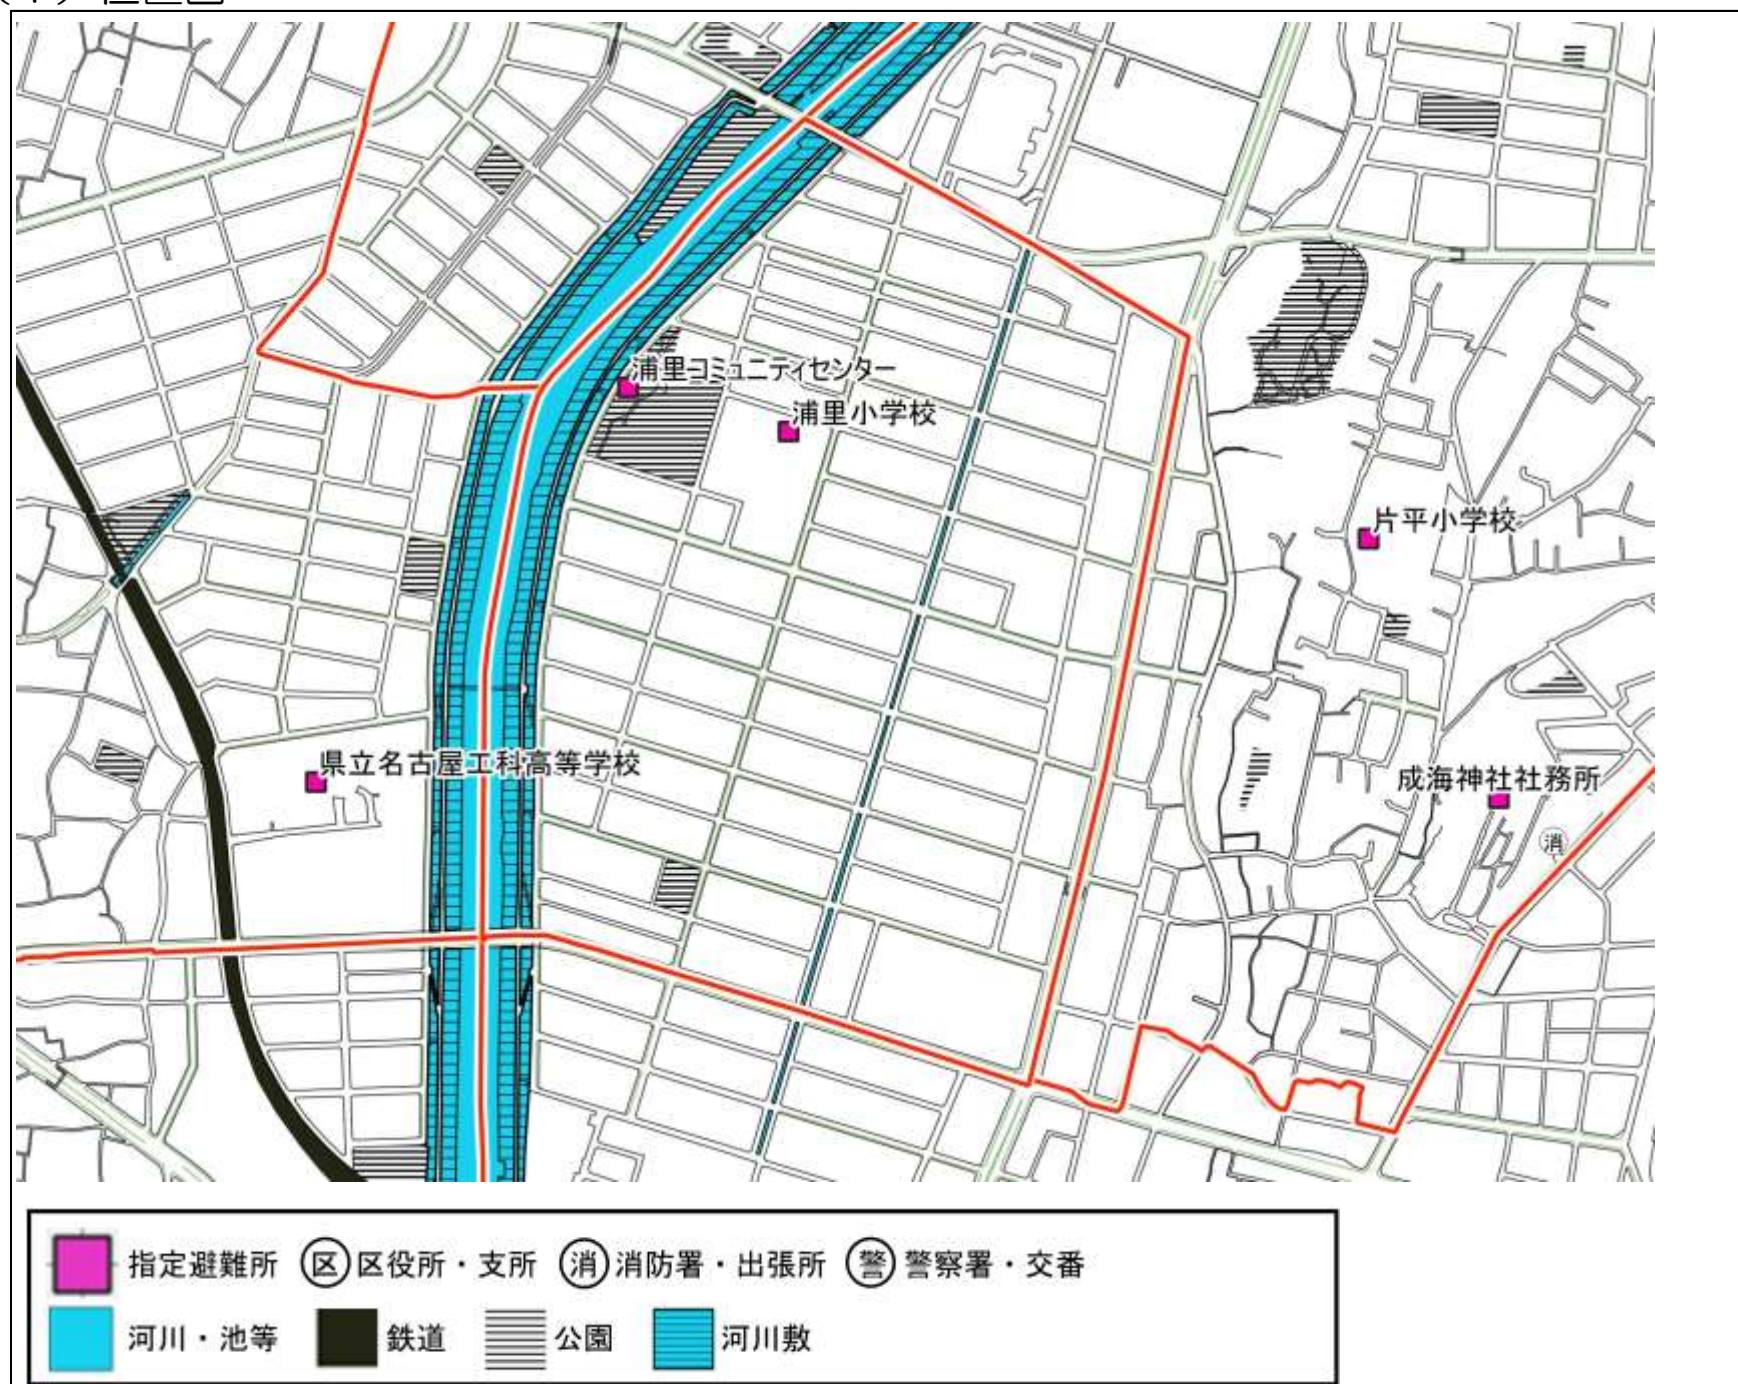 浦里コミュニティセンター
浦里小学校
片平小学校
県立名古屋工科高等学校
成海神社社務所
消
指定避難所 区 区役所・支所 消 消防署・出張所 警 警察署・交番
河川・池等 鉄道 公園 河川敷